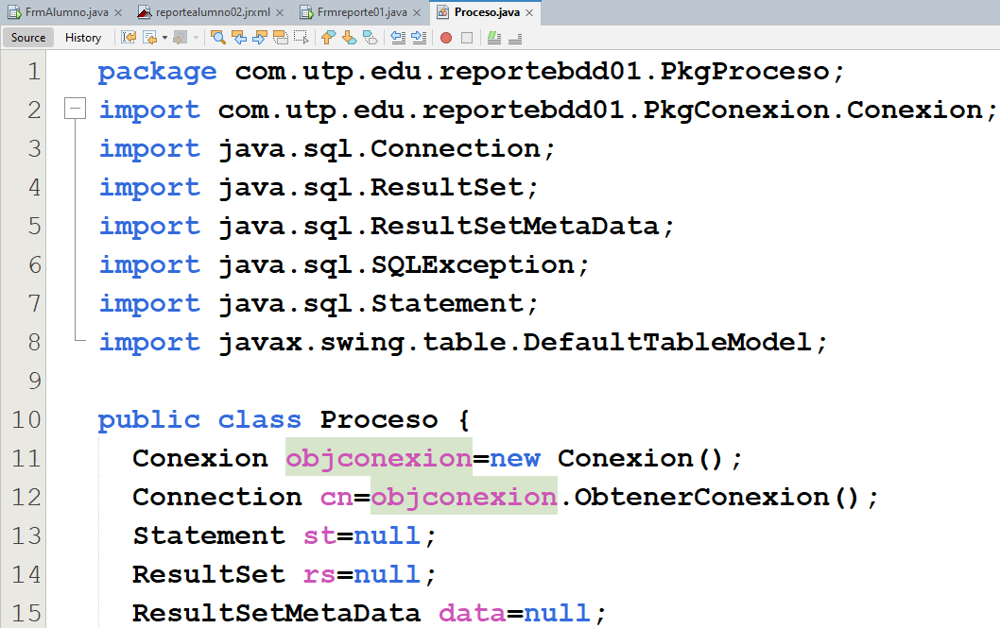 FrmAlumno.java × reportealumno02.jrxml × Frmreporte01.java × Proceso.java ×
Source History
1 package com.utp.edu.reportebdd01.PkgProceso;
2 import com.utp.edu.reportebdd01.PkgConexion.Conexion;
3 import java.sql.Connection;
4 import java.sql.ResultSet;
5 import java.sql.ResultSetMetaData;
6 import java.sql.SQLException;
7 import java.sql.Statement;
8 import javax.swing.table.DefaultTableModel;
9
10 public class Proceso {
11 Conexion objconexion=new Conexion();
12 Connection cn=objconexion.ObtenerConexion();
13 Statement st=null;
14 ResultSet rs=null;
15 ResultSetMetaData data=null;